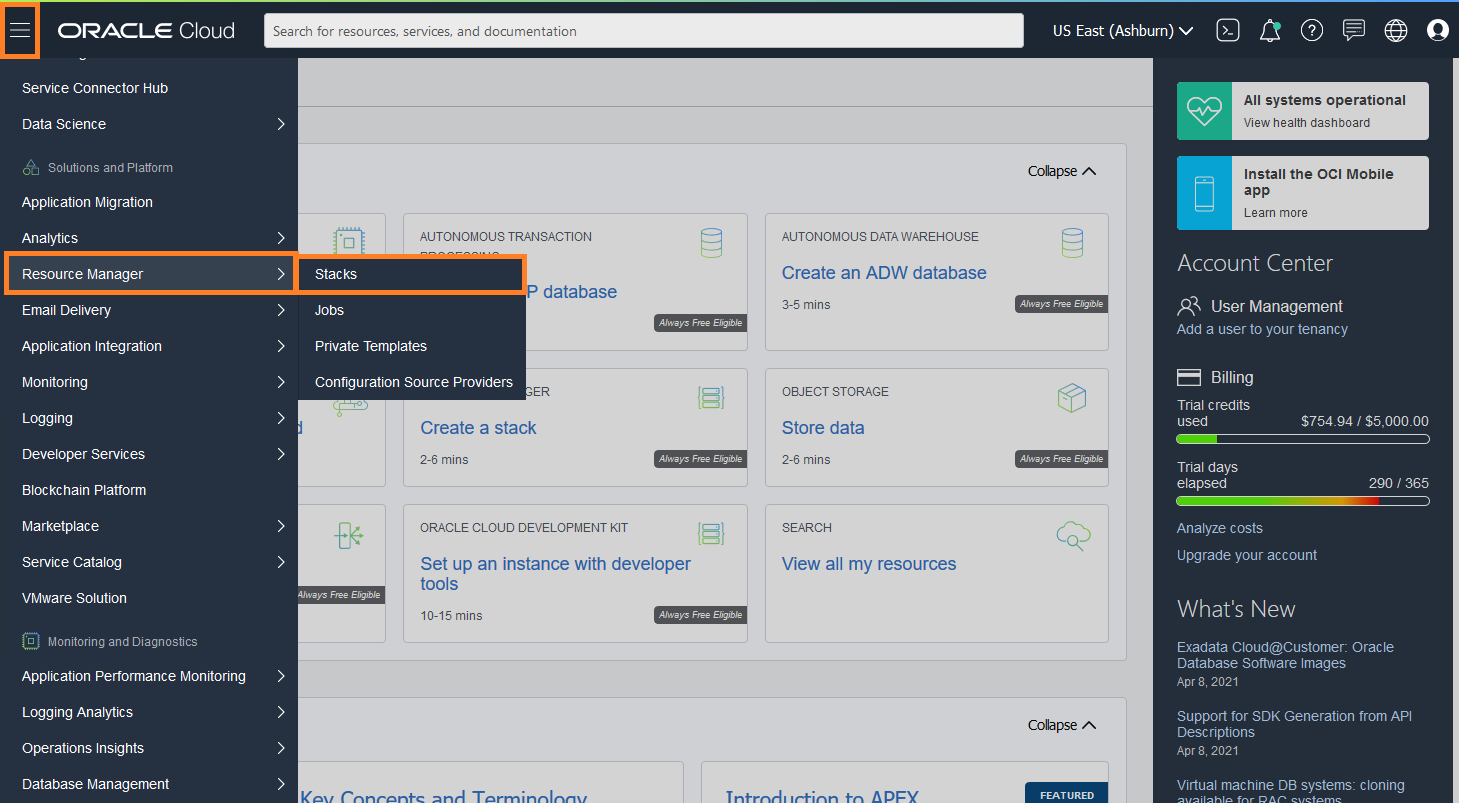 ORACLE Cloud
Search for resources, services, and documentation
US East (Ashburn)
Service Connector Hub
Data Science
Solutions and Platform
Application Migration
Analytics
Resource Manager
Email Delivery
Application Integration
Monitoring
Logging
Developer Services
Blockchain Platform
Marketplace
Service Catalog
VMware Solution
Monitoring and Diagnostics
Application Performance Monitoring
Logging Analytics
Operations Insights
Database Management
Stacks
Jobs
Private Templates
Configuration Source Providers
Collapse
AUTONOMOUS TRANSACTION
PROCESSING
P database
Always Free Eligible
AUTONOMOUS DATA WAREHOUSE
Create an ADW database
3-5 mins
Always Free Eligible
GER
Create a stack
2-6 mins
Always Free Eligible
OBJECT STORAGE
Store data
2-6 mins
Always Free Eligible
d
Always Free Eligible
ORACLE CLOUD DEVELOPMENT KIT
Set up an instance with developer
tools
10-15 mins
Always Free Eligible
SEARCH
View all my resources
Collapse
Key Concepts and Terminology
Introduction to APEX
FEATURED
All systems operational
View health dashboard
Install the OCI Mobile
app
Learn more
Account Center
User Management
Add a user to your tenancy
Billing
Trial credits
used
$754.94 / $5,000.00
Trial days
elapsed
290 / 365
Analyze costs
Upgrade your account
What's New
Exadata Cloud@Customer: Oracle
Database Software Images
Apr 8, 2021
Support for SDK Generation from API
Descriptions
Apr 8, 2021
Virtual machine DB systems: cloning
available for RAC systems